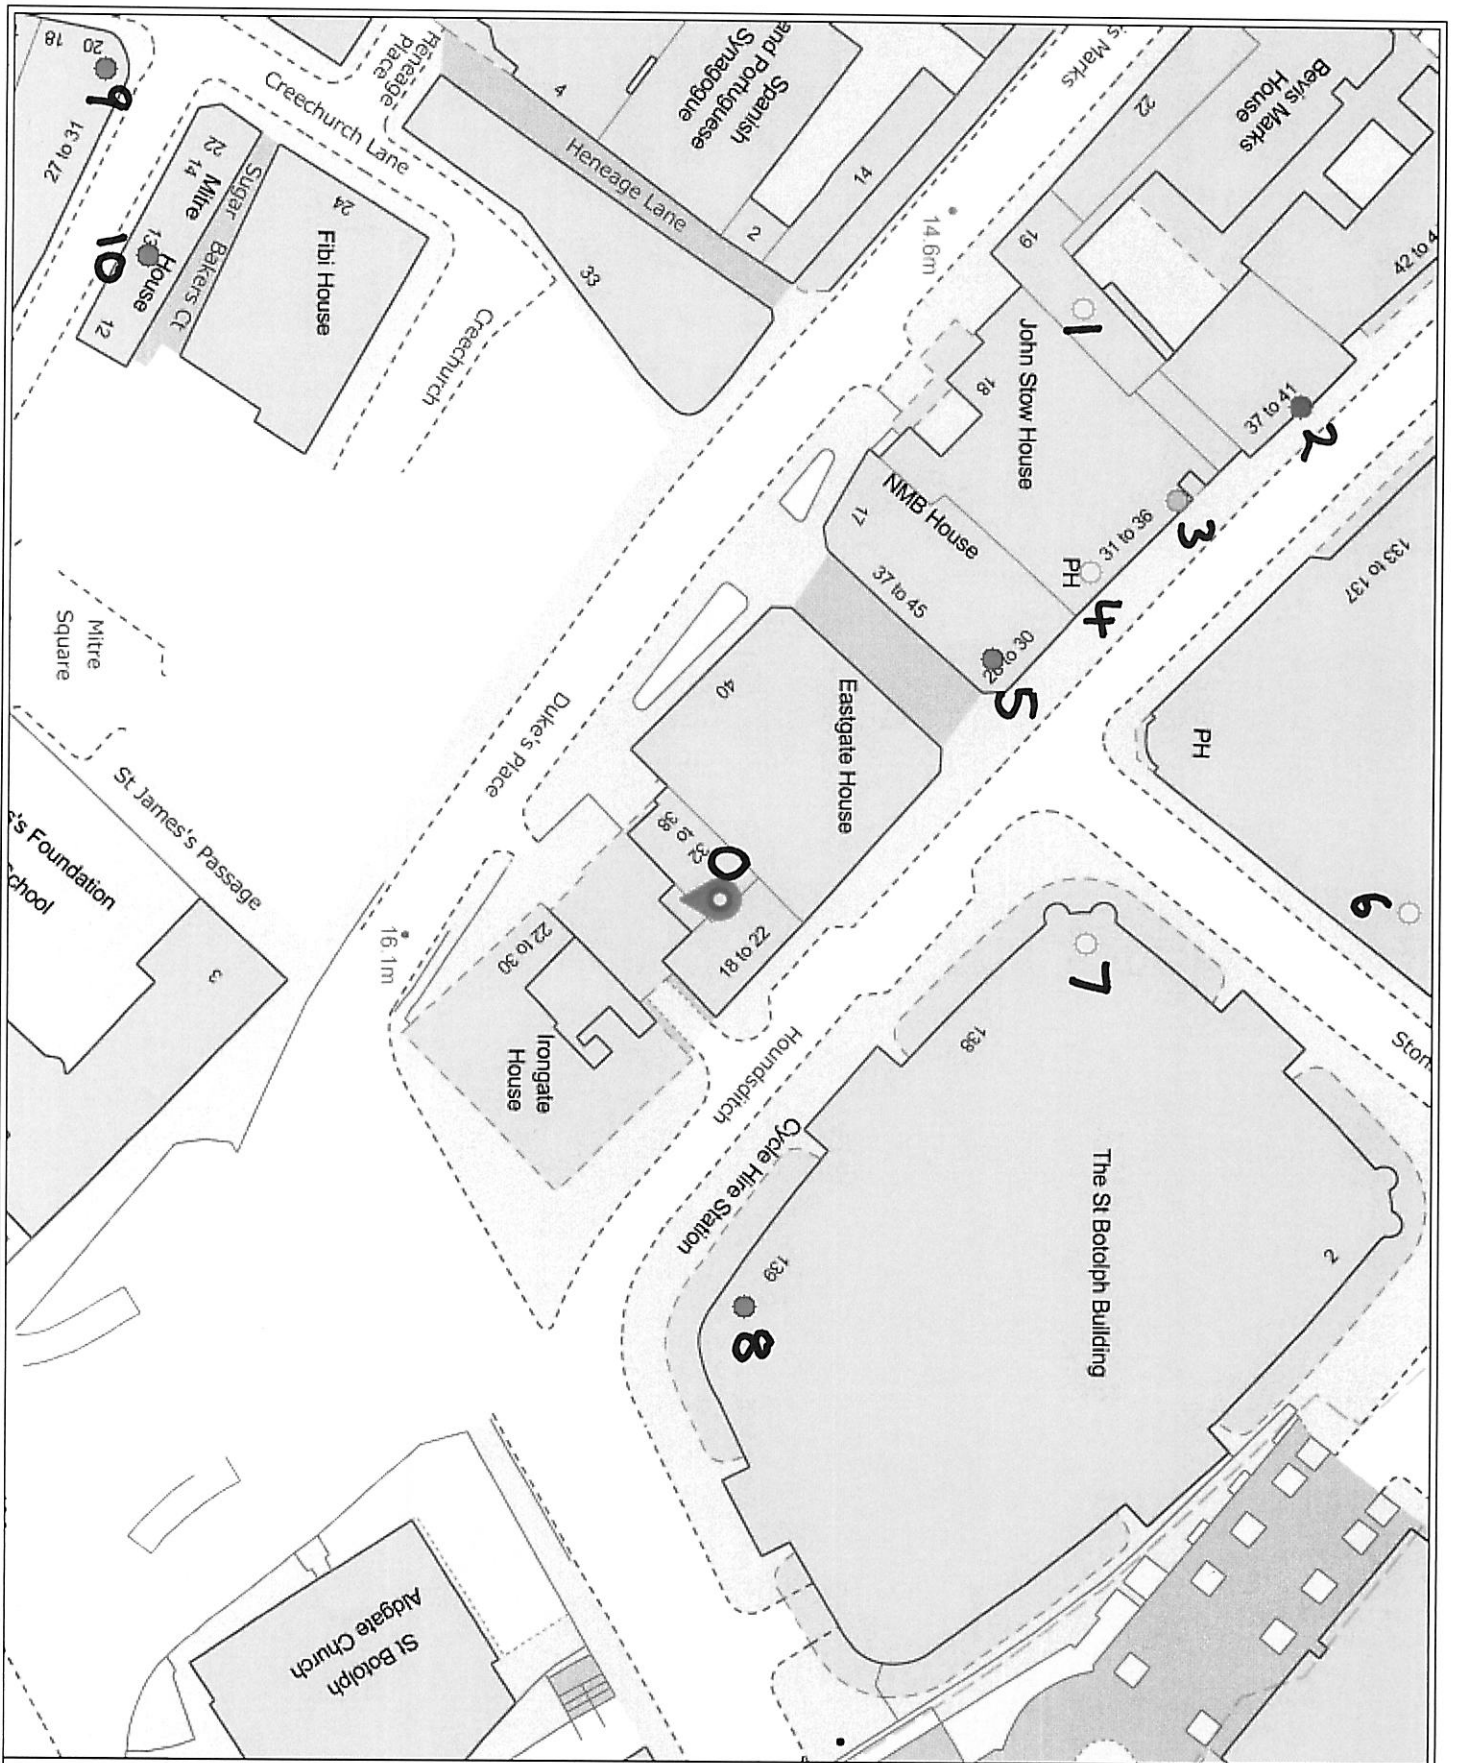 18
20
9
27 to 31
Heneage
Place
Creechurch Lane
4
Spanish
and Portuguese
Synagogue
14
2
Heneage Lane
33
is Marks
22
Bevis Marks
House
42 to 4
19
14.6m
1
John Stow House
18
37 to 41
2
3
31 to 36
PH
4
133 to 137
22
14
Mitre
House
13
12
10
Sugar Bakers Ct
24
Fibi House
Creechurch
NMB House
17
37 to 45
5
PH
Mitre
Square
St James's Passage
's Foundation
chool
3
Duke's Place
40
Eastgate House
32 to 38
0
18 to 22
22 to 30
16.1m
Irongate
House
6
7
Ston
138
Houndsditch
Cycle Hire Station
139
8
The St Botolph Building
2
St Botolph
Aldgate Church